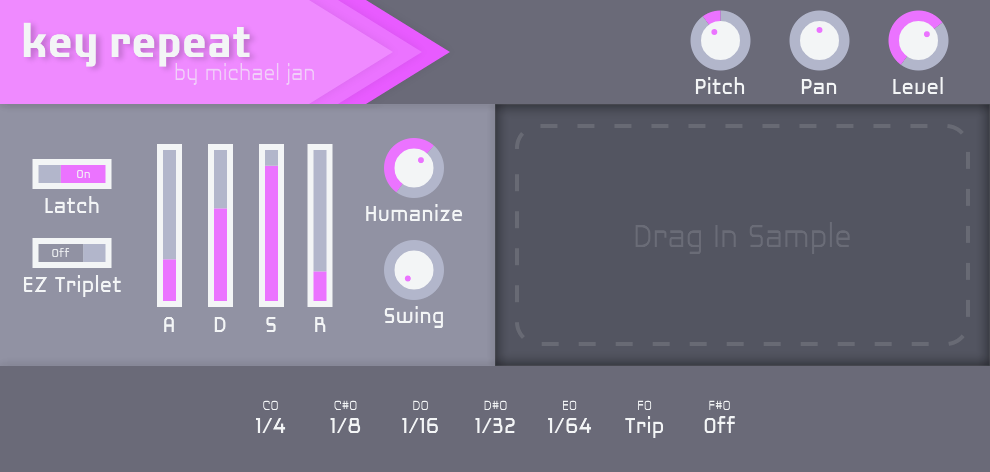 key repeat
by michael jan
Pitch Pan Level
On
Latch
Off
EZ Triplet
A D S R
Humanize
Swing
Drag In Sample
C0 C#0 D0 D#0 E0 F0 F#0
1/4 1/8 1/16 1/32 1/64 Trip Off